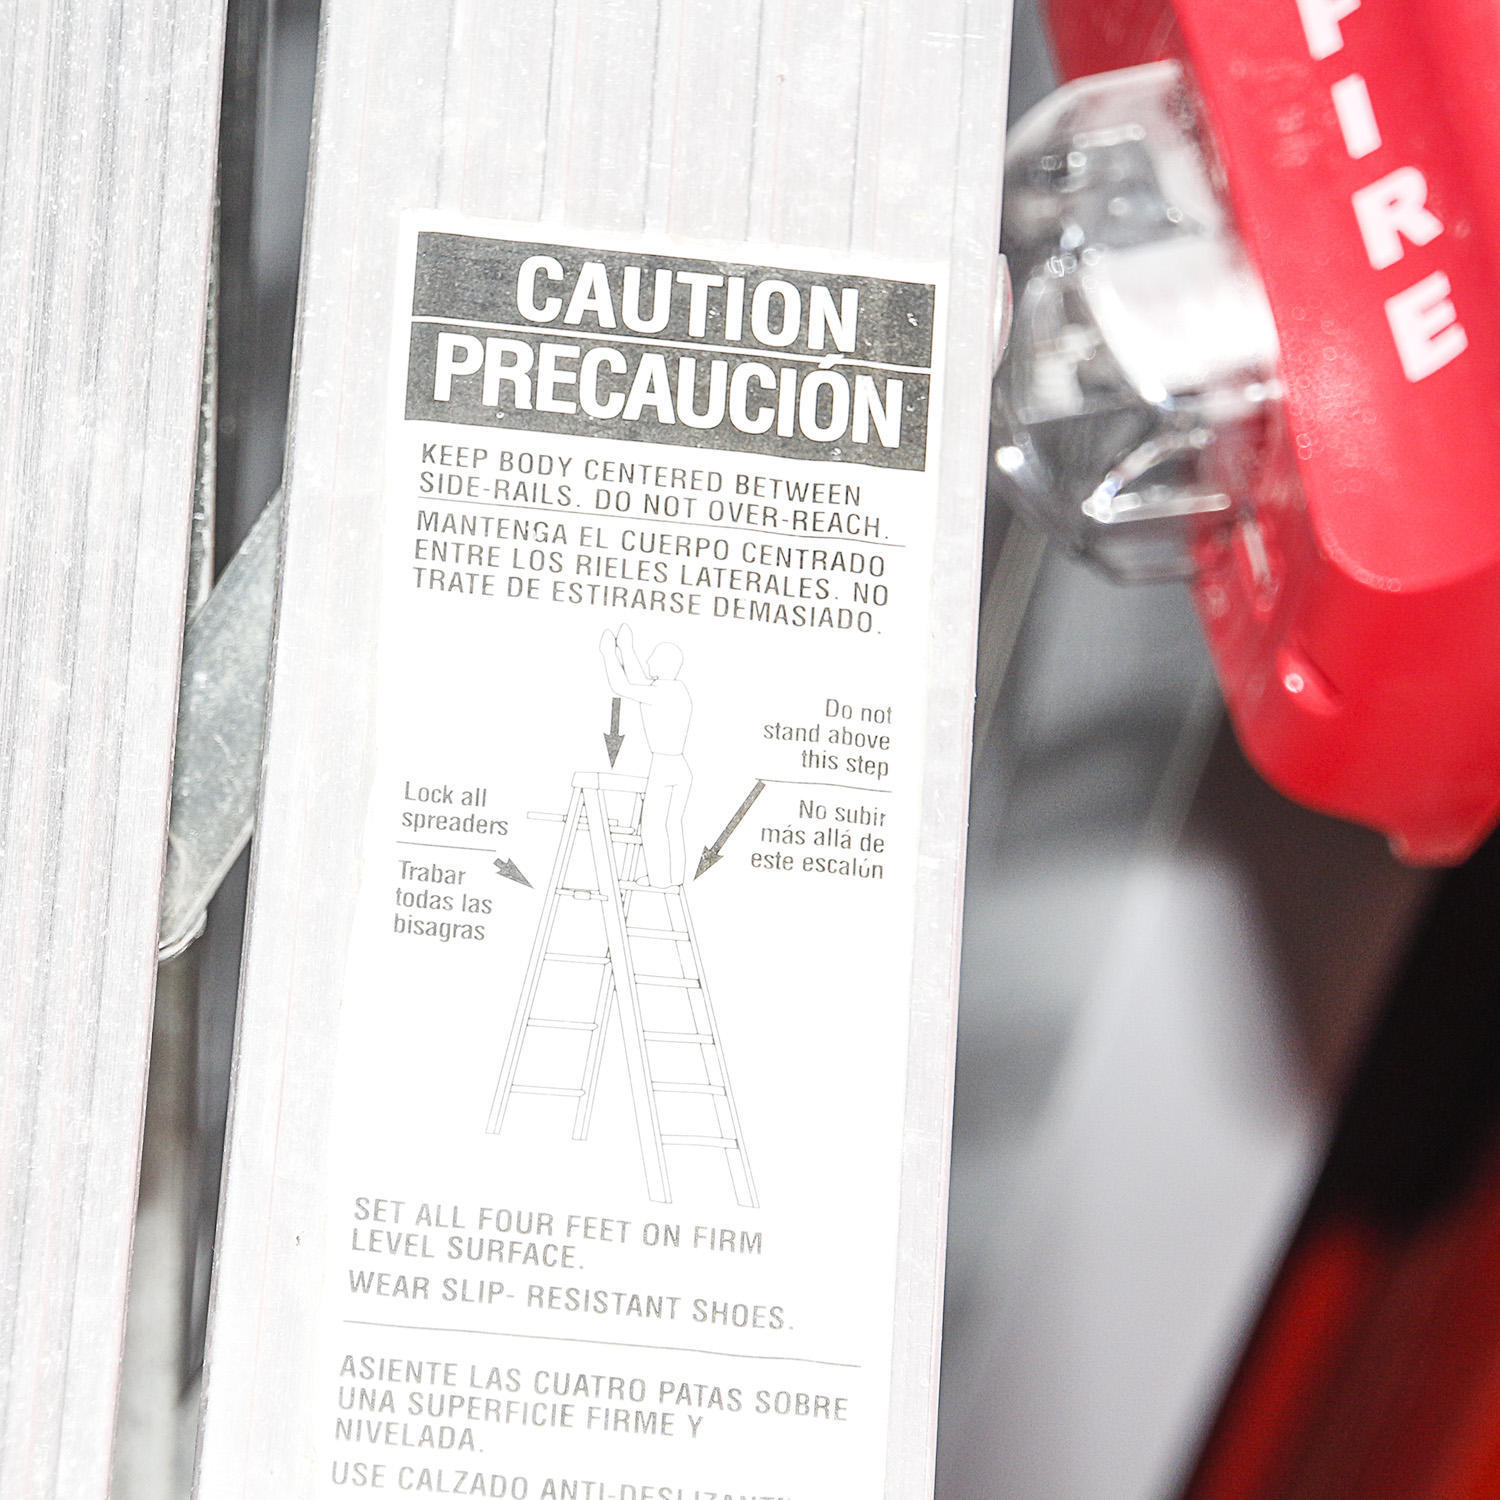 CAUTION
PRECAUCIÓN
KEEP BODY CENTERED BETWEEN
SIDE-RAILS. DO NOT OVER-REACH.
MANTENGA EL CUERPO CENTRADO
ENTRE LOS RIELES LATERALES. NO
TRATE DE ESTIRARSE DEMASIADO.
Do not
stand above
this step
No subir
más allá de
este escalún
Lock all
spreaders
Trabar
todas las
bisagras
SET ALL FOUR FEET ON FIRM
LEVEL SURFACE.
WEAR SLIP- RESISTANT SHOES.
ASIENTE LAS CUATRO PATAS SOBRE
UNA SUPERFICIE FIRME Y
NIVELADA.
USE CALZADO
FIRE